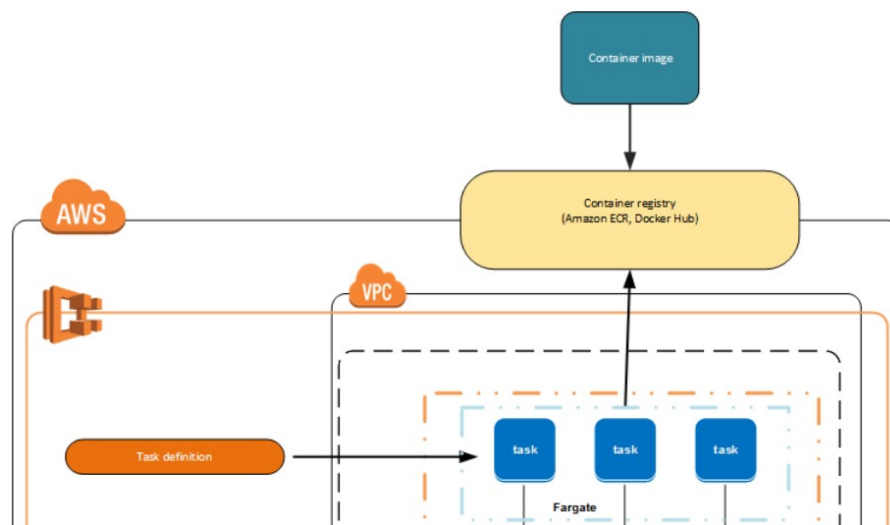 Container image
Container registry
(Amazon ECR, Docker Hub)
AWS
VPC
Task definition
task
task
task
Fargate